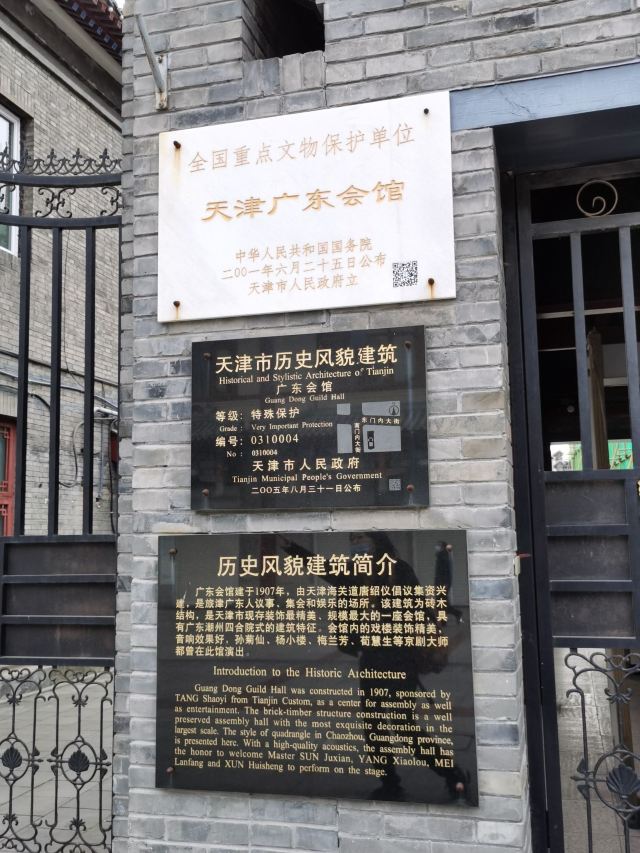 全国重点文物保护单位
天津广东会馆
中华人民共和国国务院
二〇〇一年六月二十五日公布
天津市人民政府立
天津市历史风貌建筑
Historical and Stylistic Architecture of Tianjin
广东会馆
Guang Dong Guild Hall
等级：特殊保护
Grade : Very Important Protection
编号：0310004
No : 0310004
东门内大街
天津市人民政府
Tianjin Municipal People's Government
二〇〇五年八月三十一日公布
历史风貌建筑简介
广东会馆建于1907年，由天津海关道唐绍仪倡议集资兴
建，是旅津广东人议事、集会和娱乐的场所。该建筑为砖木
结构，是天津市现存装饰最精美、规模最大的一座会馆，具
有广东潮州四合院式的建筑特征。会馆内的戏楼装饰精美，
音响效果好，孙菊仙、杨小楼、梅兰芳、荀慧生等京剧大师
都曾在此馆演出。
Introduction to the Historic Architecture
Guang Dong Guild Hall was constructed in 1907, sponsored by
TANG Shaoyi from Tianjin Custom, as a center for assembly as well
as entertainment. The brick-timber structure construction is a well
preserved assembly hall with the most exquisite decoration in the
largest scale. The style of quadrangle in Chaozhou, Guangdong province,
is presented here. With a high-quality acoustics, the assembly hall has
the honor to welcome Master SUN Juxian, YANG Xiaolou, MEI
Lanfang and XUN Huisheng to perform on the stage.